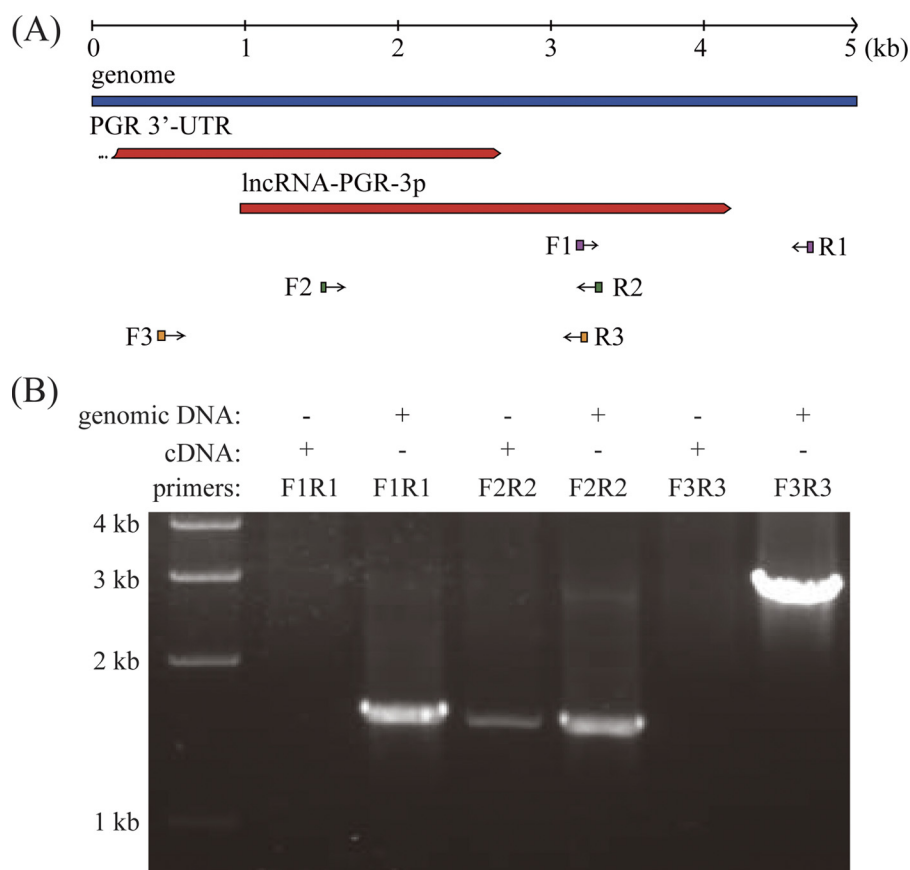 (A)
0 1 2 3 4 5 (kb)
genome
PGR 3’-UTR
...
lncRNA-PGR-3p
F1 R1
F2 R2
F3 R3
(B)
genomic DNA: - + - + - +
cDNA: + - + - + -
primers: F1R1 F1R1 F2R2 F2R2 F3R3 F3R3
4 kb
3 kb
2 kb
1 kb